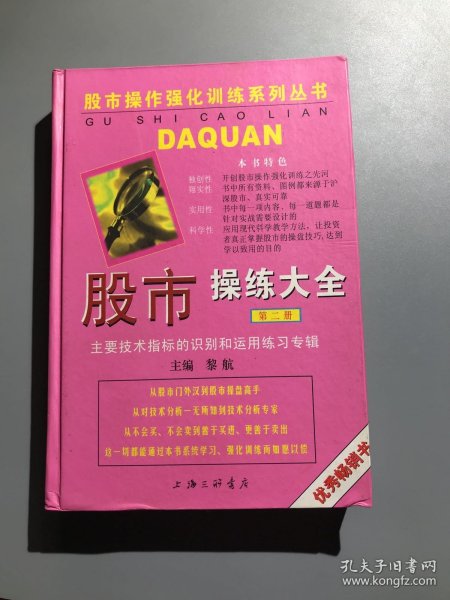 股市操作强化训练系列丛书
GU SHI CAO LIAN
DAQUAN
本书特色
独创性 开创股市操作强化训练之先河
翔实性 书中所有资料、图例都来源于沪
深股市、真实可靠
实用性 书中每一项内容、每一道题都是
针对实战需要设计的
科学性 应用现代科学教学方法，让投资
者真正掌握股市的操盘技巧，达到
学以致用的目的
股市 操练大全
第二册
主要技术指标的识别和运用练习专辑
主编 黎航
从股市门外汉到股市操盘高手
从对技术分析一无所知到技术分析专家
从不会买、不会卖到善于买进、更善于卖出
这一切都能通过本书系统学习、强化训练而如愿以偿
上海三联书店
优秀畅销书
孔夫子旧书网
www.kongfz.com